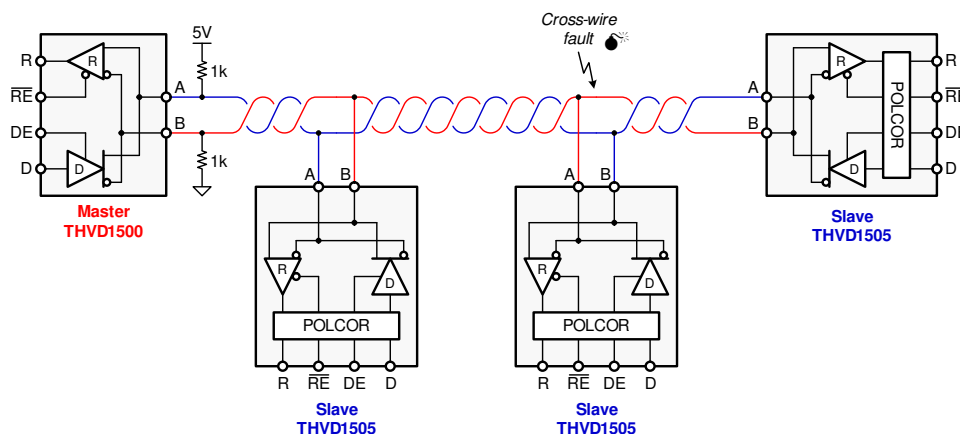 5V
Cross-wire
fault
R
RE
DE
D
R
D
A
B
1k
1k
Master
THVD1500
A
B
R
D
POLCOR
R
RE
DE
D
Slave
THVD1505
A
B
R
D
POLCOR
R
RE
DE
D
Slave
THVD1505
A
B
R
D
POLCOR
R
RE
DE
D
Slave
THVD1505